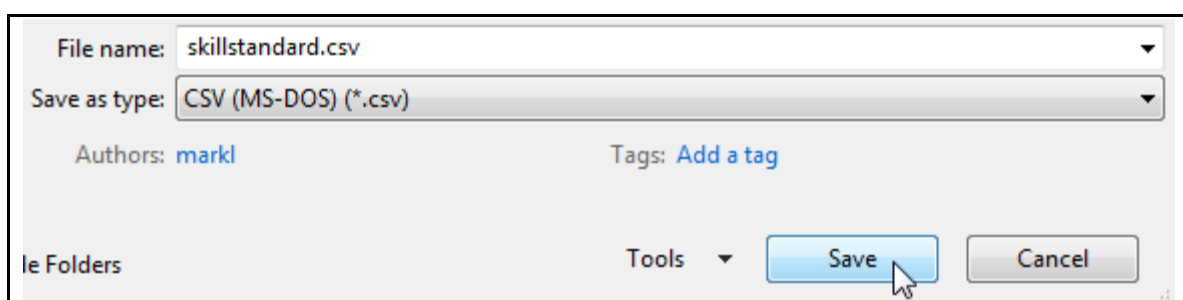 File name: skillstandard.csv
Save as type: CSV (MS-DOS) (*.csv)
Authors: markl Tags: Add a tag
le Folders Tools Save Cancel